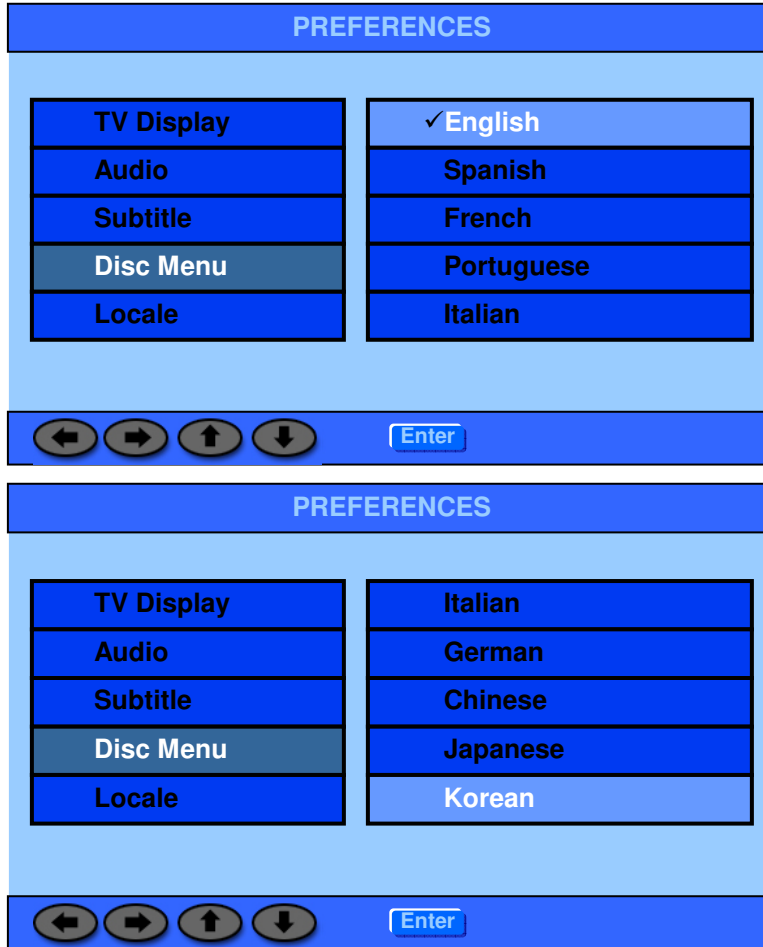 PREFERENCES
TV Display
✓English
Audio
Spanish
Subtitle
French
Disc Menu
Portuguese
Locale
Italian
Enter
PREFERENCES
TV Display
Italian
Audio
German
Subtitle
Chinese
Disc Menu
Japanese
Locale
Korean
Enter